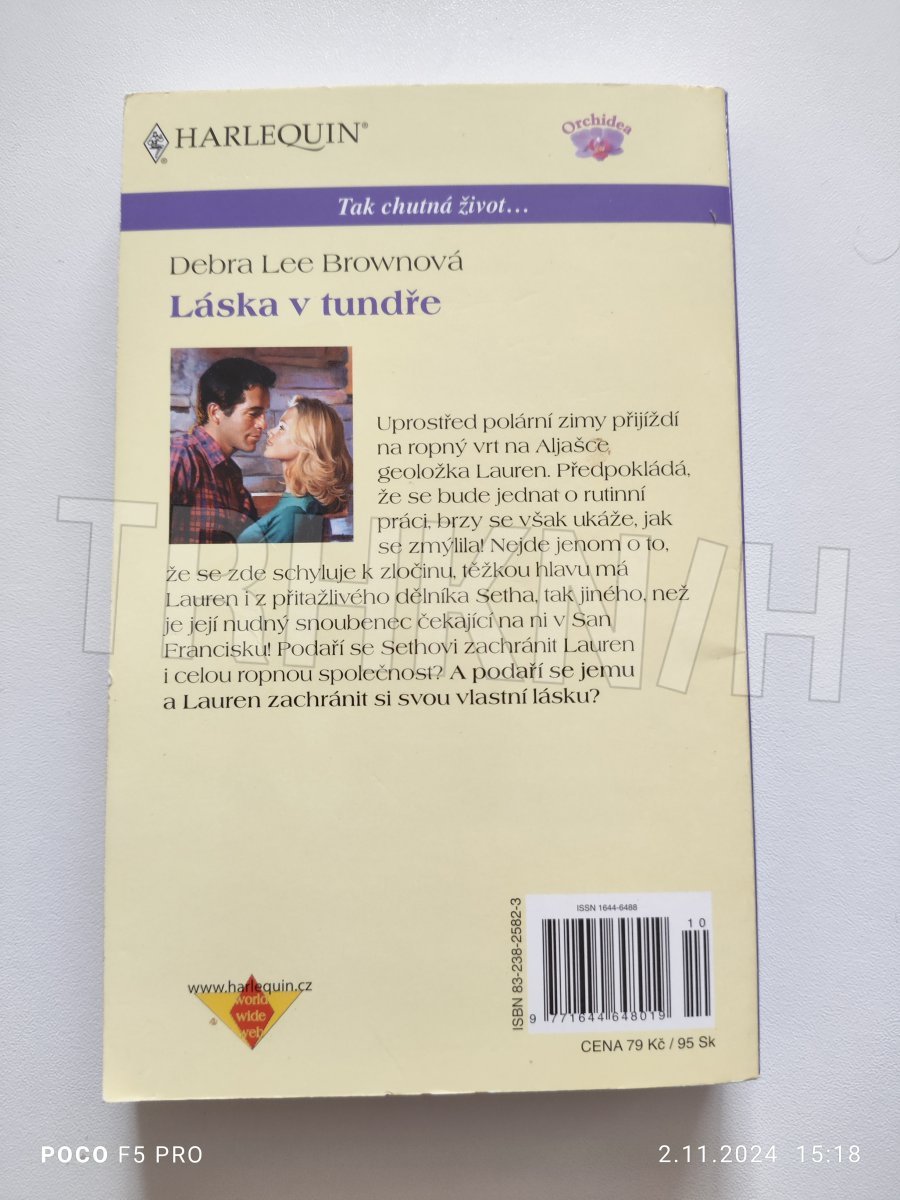 HARLEQUIN®
Orchidea
Tak chutná život...
Debra Lee Brownová
Láska v tundře
Uprostřed polární zimy přijíždí
na ropný vrt na Aljašce
geoložka Lauren. Předpokládá,
že se bude jednat o rutinní
práci, brzy se však ukáže, jak
se zmýlila! Nejde jenom o to,
že se zde schyluje k zločinu, těžkou hlavu má
Lauren i z přitažlivého dělníka Setha, tak jiného, než
je její nudný snoubenec čekající na ni v San
Francisku! Podaří se Sethovi zachránit Lauren
i celou ropnou společnost? A podaří se jemu
a Lauren zachránit si svou vlastní lásku?
TRHKNIH
www.harlequin.cz
world
wide
web
ISBN 83-238-2582-3
ISSN 1644-6488
10
9 771644 648019
CENA 79 Kč / 95 Sk
POCO F5 PRO
2.11.2024 15:18